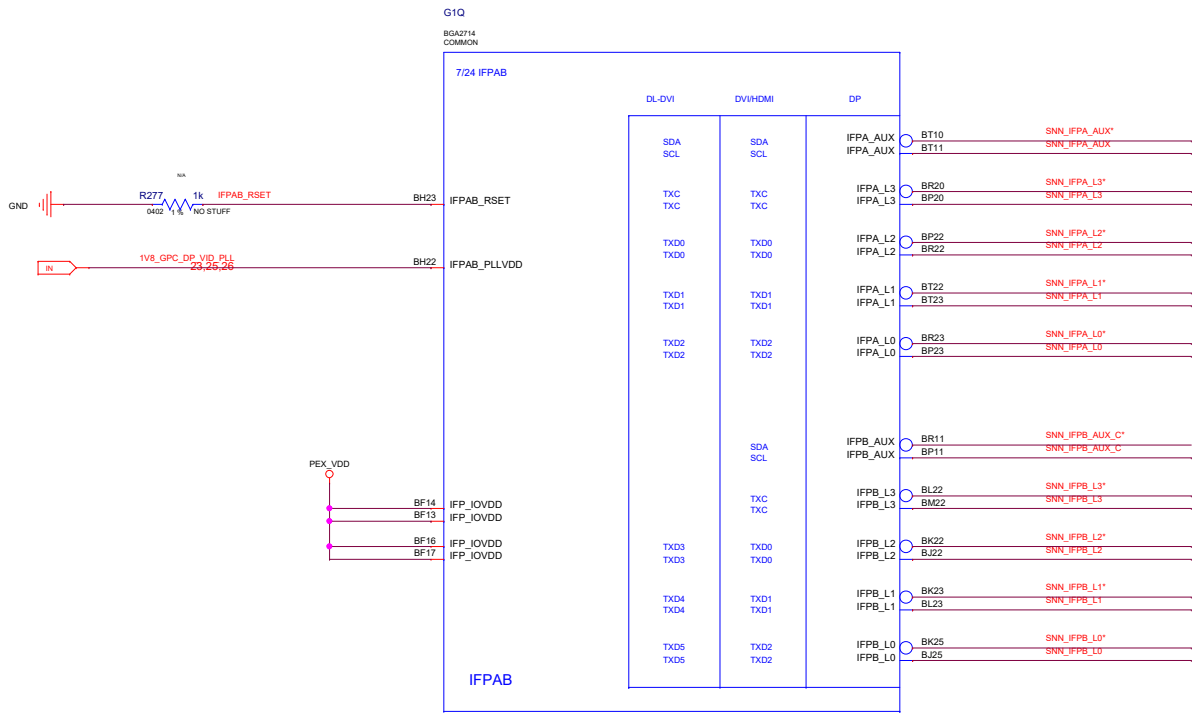 G1Q
BGA2714
COMMON
7/24 IFPAB
DL-DVI DVI/HDMI DP
SDA SDA IFPA_AUX BT10 SNN_IFPA_AUX*
SCL SCL IFPA_AUX BT11 SNN_IFPA_AUX
N/A
GND R277 1k IFPAB_RSET BH23 IFPAB_RSET
0402 1% NO STUFF
TXC TXC IFPA_L3 BR20 SNN_IFPA_L3*
TXC TXC IFPA_L3 BP20 SNN_IFPA_L3
TXD0 TXD0 IFPA_L2 BP22 SNN_IFPA_L2*
TXD0 TXD0 IFPA_L2 BR22 SNN_IFPA_L2
IN 1V8_GPC_DP_VID_PLL BH22 IFPAB_PLLVDD
23,25,26
TXD1 TXD1 IFPA_L1 BT22 SNN_IFPA_L1*
TXD1 TXD1 IFPA_L1 BT23 SNN_IFPA_L1
TXD2 TXD2 IFPA_L0 BR23 SNN_IFPA_L0*
TXD2 TXD2 IFPA_L0 BP23 SNN_IFPA_L0
SDA IFPB_AUX BR11 SNN_IFPB_AUX_C*
SCL IFPB_AUX BP11 SNN_IFPB_AUX_C
PEX_VDD
TXC IFPB_L3 BL22 SNN_IFPB_L3*
TXC IFPB_L3 BM22 SNN_IFPB_L3
BF14 IFP_IOVDD
BF13 IFP_IOVDD
BF16 IFP_IOVDD
BF17 IFP_IOVDD
TXD3 TXD0 IFPB_L2 BK22 SNN_IFPB_L2*
TXD3 TXD0 IFPB_L2 BJ22 SNN_IFPB_L2
TXD4 TXD1 IFPB_L1 BK23 SNN_IFPB_L1*
TXD4 TXD1 IFPB_L1 BL23 SNN_IFPB_L1
TXD5 TXD2 IFPB_L0 BK25 SNN_IFPB_L0*
TXD5 TXD2 IFPB_L0 BJ25 SNN_IFPB_L0
IFPAB